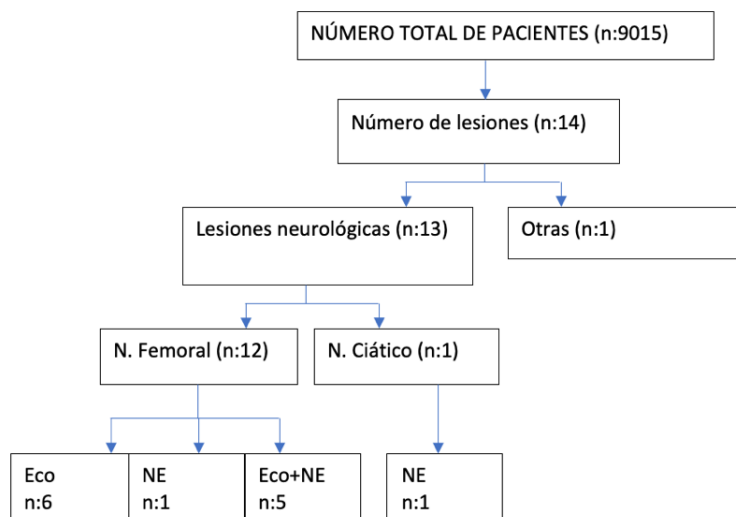 NÚMERO TOTAL DE PACIENTES (n:9015)
Número de lesiones (n:14)
Lesiones neurológicas (n:13)
Otras (n:1)
N. Femoral (n:12)
N. Ciático (n:1)
Eco
n:6
NE
n:1
Eco+NE
n:5
NE
n:1